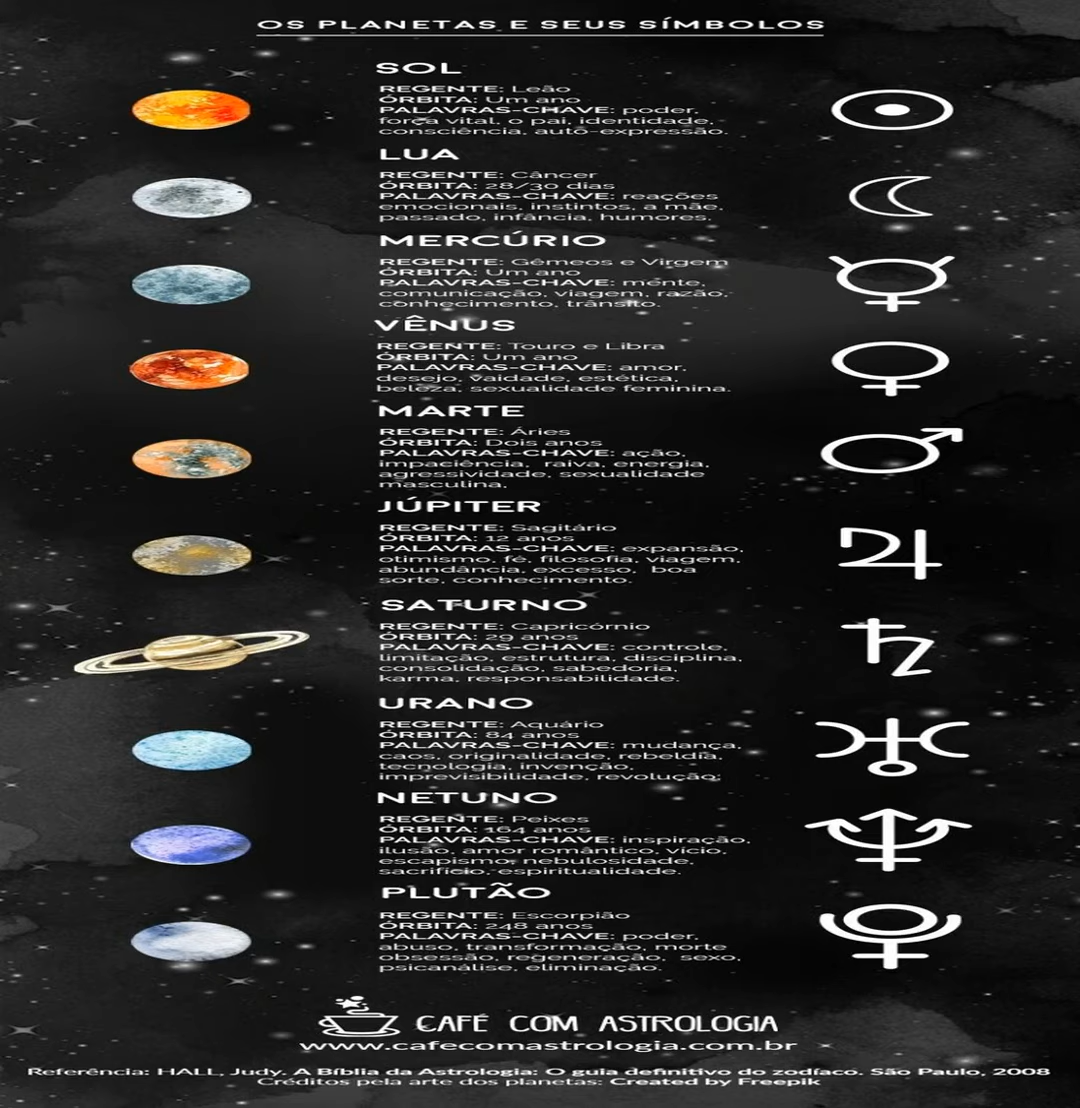 OS PLANETAS E SEUS SÍMBOLOS
SOL
REGENTE: Leão
ÓRBITA: Um ano
PALAVRAS-CHAVE: poder,
força vital, o pai, identidade,
consciência, auto-expressão.
LUA
REGENTE: Câncer
ÓRBITA: 28/30 dias
PALAVRAS-CHAVE: reações
emocionais, instintos, a mãe,
passado, infância, humores.
MERCÚRIO
REGENTE: Gêmeos e Virgem
ÓRBITA: Um ano
PALAVRAS-CHAVE: mente,
comunicação, viagem, razão,
conhecimento, trânsito.
VÊNUS
REGENTE: Touro e Libra
ÓRBITA: Um ano
PALAVRAS-CHAVE: amor,
desejo, vaidade, estética,
beleza, sexualidade feminina.
MARTE
REGENTE: Áries
ÓRBITA: Dois anos
PALAVRAS-CHAVE: ação,
impaciência, raiva, energia,
agressividade, sexualidade
masculina.
JÚPITER
REGENTE: Sagitário
ÓRBITA: 12 anos
PALAVRAS-CHAVE: expansão,
otimismo, fé, filosofia, viagem,
abundância, excesso, boa
sorte, conhecimento.
SATURNO
REGENTE: Capricórnio
ÓRBITA: 29 anos
PALAVRAS-CHAVE: controle,
limitação, estrutura, disciplina,
consolidação, sabedoria
karma, responsabilidade.
URANO
REGENTE: Aquário
ÓRBITA: 84 anos
PALAVRAS-CHAVE: mudança,
caos, originalidade, rebeldia,
tecnologia, invenção,
imprevisibilidade, revolução;
NETUNO
REGENTE: Peixes
ÓRBITA: 164 anos
PALAVRAS-CHAVE: inspiração,
ilusão, amor romântico, vício,
escapismo, nebulosidade,
sacrifício, espiritualidade.
PLUTÃO
REGENTE: Escorpião
ÓRBITA: 248 anos
PALAVRAS-CHAVE: poder,
abuso, transformação, morte
obsessão, regeneração, sexo,
psicanálise, eliminação.
CAFÉ COM ASTROLOGIA
www.cafecomastrologia.com.br
Referência: HALL, Judy. A Bíblia da Astrologia: O guia definitivo do zodíaco. São Paulo, 2008
Créditos pela arte dos planetas: Created by Freepik